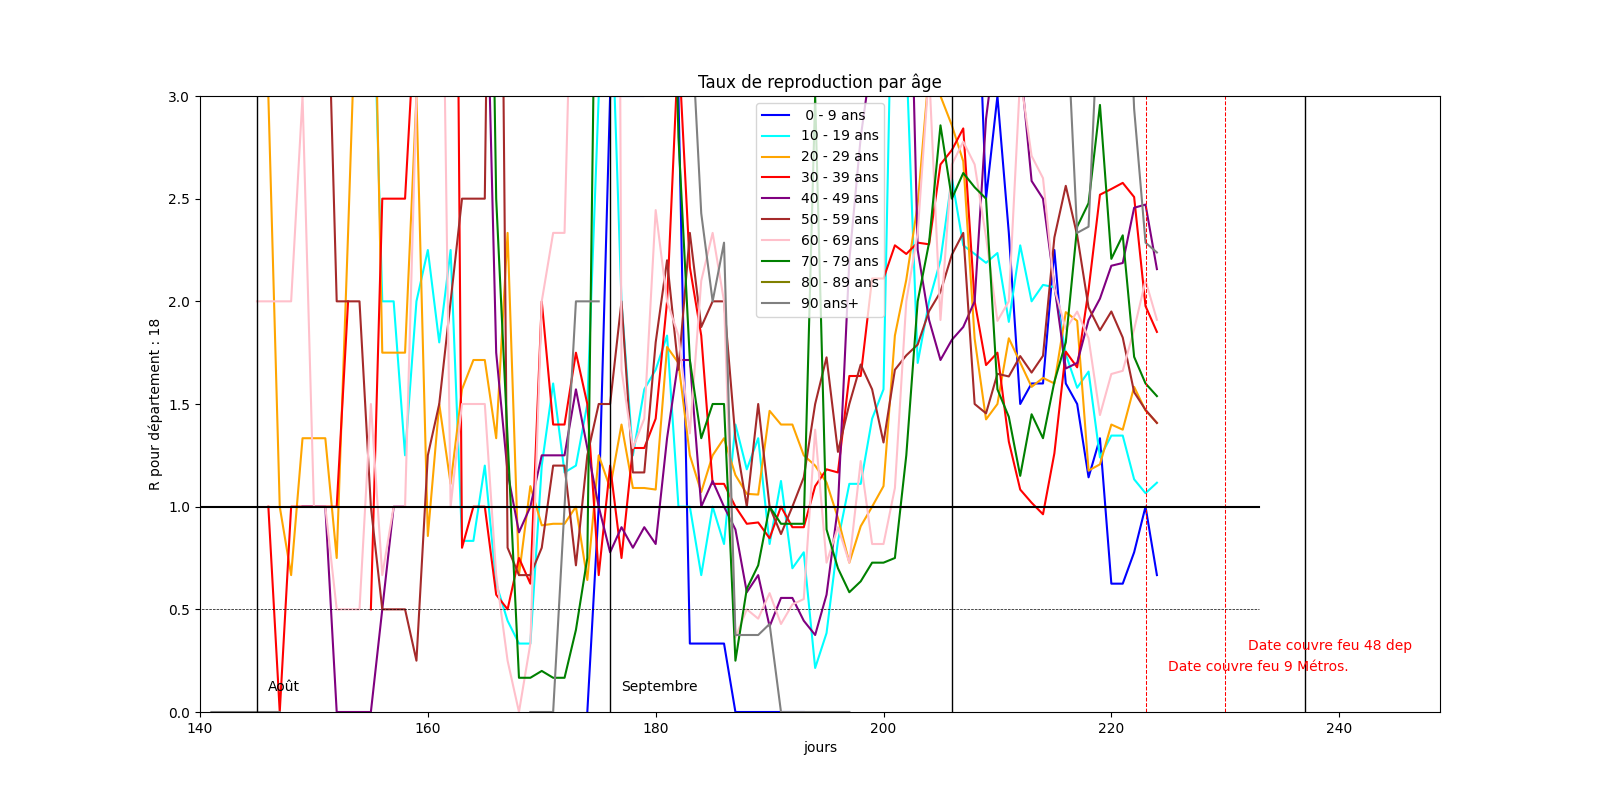 Taux de reproduction par âge
3.0
2.5
2.0
1.5
1.0
0.5
0.0
R pour département : 18
0 - 9 ans
10 - 19 ans
20 - 29 ans
30 - 39 ans
40 - 49 ans
50 - 59 ans
60 - 69 ans
70 - 79 ans
80 - 89 ans
90 ans+
Date couvre feu 48 dep
Date couvre feu 9 Métros.
Août
Septembre
140
160
180
200
220
240
jours